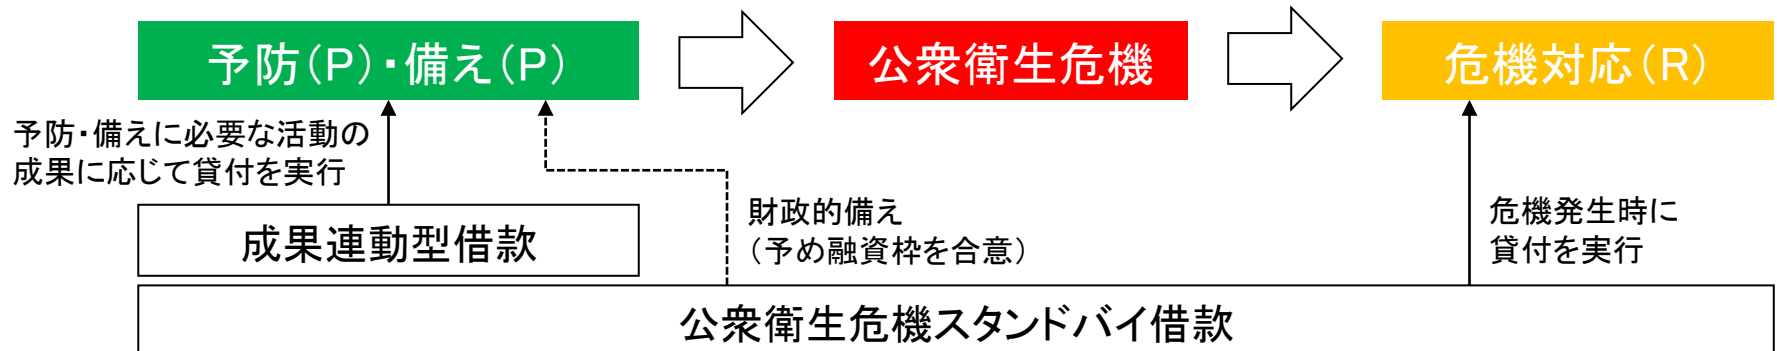 予防(P)・備え(P)
公衆衛生危機
危機対応(R)
予防・備えに必要な活動の
成果に応じて貸付を実行
成果連動型借款
財政的備え
(予め融資枠を合意)
危機発生時に
貸付を実行
公衆衛生危機スタンドバイ借款